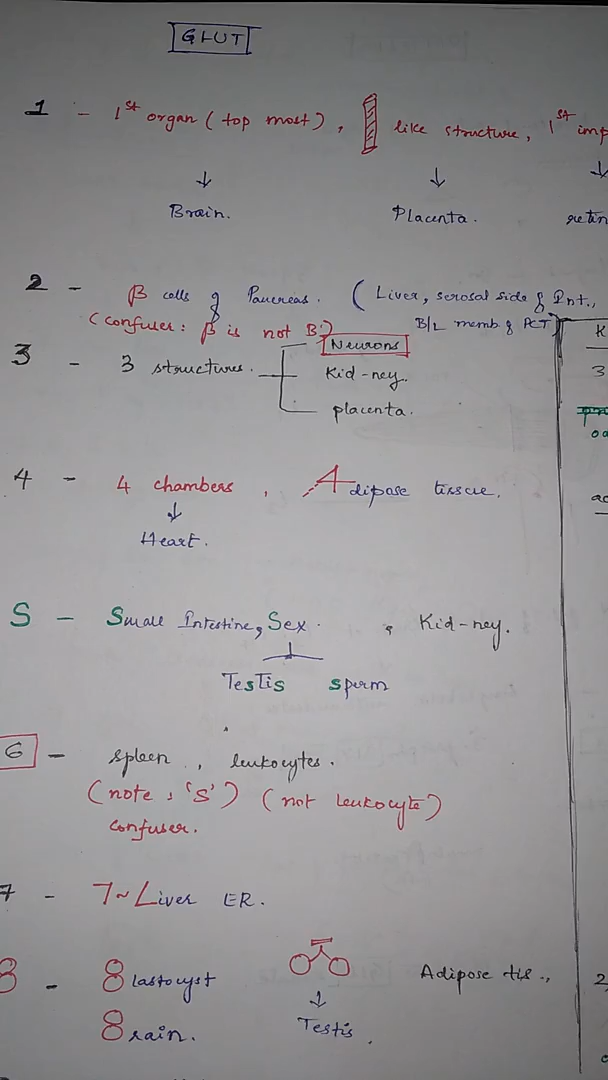 GLUT
1 - 1st organ (top most), like structure, 1st imp
Brain. Placenta. retin
2 - β cells of Pancreas. (Liver, serosal side of Int.,
(confuser: β is not B:) B/L memb of PCT)
3 - 3 structures. Neurons
Kid-ney.
placenta.
3
4 - 4 chambers, Adipose tissue.
Heart.
S - Small Intestine, Sex. , Kid-ney.
Testis Sperm
6 - spleen, leukocytes.
(note, 'S') (not leukocyte)
confuser.
7 - 7~Liver ER.
8 - 8lastocyst Adipose tis.,
8rain. Testis.
2,